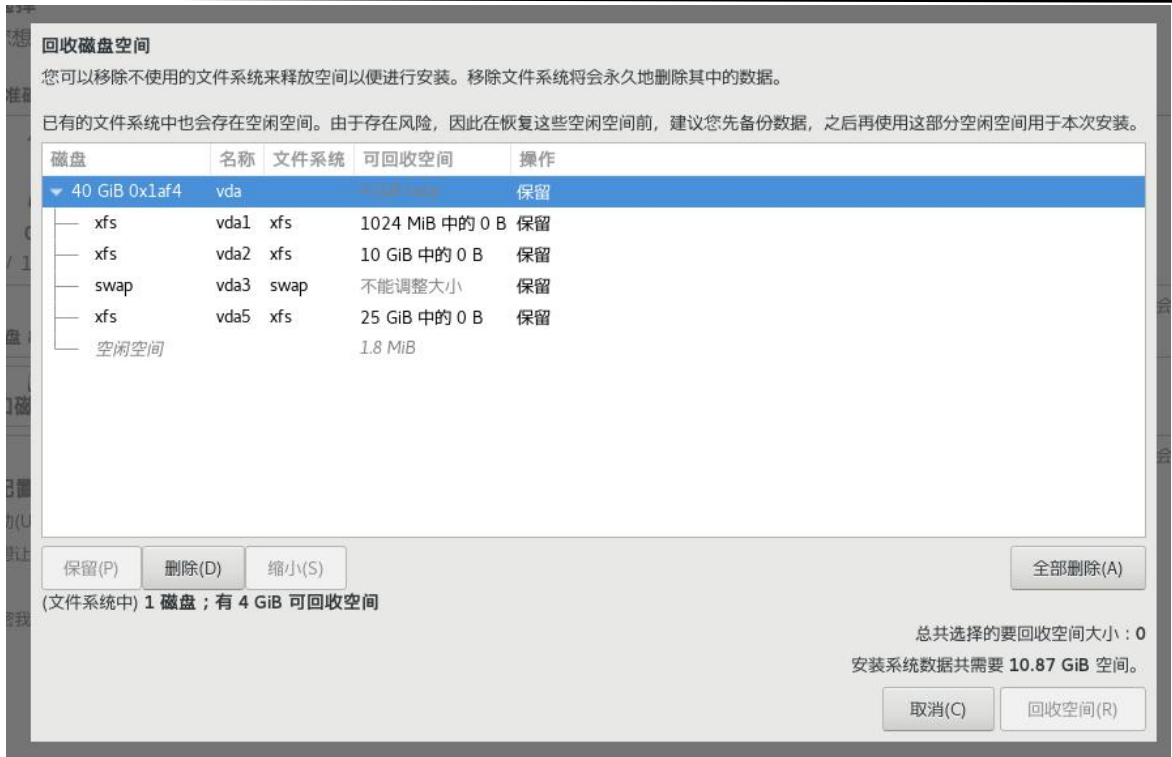 回收磁盘空间
您可以移除不使用的文件系统来释放空间以便进行安装。移除文件系统将会永久地删除其中的数据。
已有的文件系统中也会存在空闲空间。由于存在风险，因此在恢复这些空闲空间前，建议您先备份数据，之后再使用这部分空闲空间用于本次安装。
磁盘 名称 文件系统 可回收空间 操作
40 GiB 0x1af4 vda 保留
xfs vda1 xfs 1024 MiB 中的 0 B 保留
xfs vda2 xfs 10 GiB 中的 0 B 保留
swap vda3 swap 不能调整大小 保留
xfs vda5 xfs 25 GiB 中的 0 B 保留
空闲空间 1.8 MiB
保留(P) 删除(D) 缩小(S) 全部删除(A)
(文件系统中) 1 磁盘；有 4 GiB 可回收空间
总共选择的要回收空间大小：0
安装系统数据共需要 10.87 GiB 空间。
取消(C) 回收空间(R)